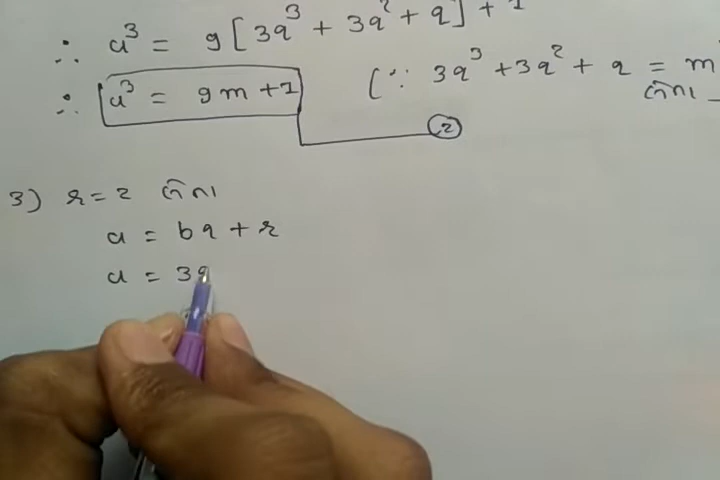 ∴ a³ = 9[3q³ + 3q² + q] + 1
∴ a³ = 9m + 1 (∵ 3q³ + 3q² + q = m
②
3) r = 2
a = bq + r
a = 3q